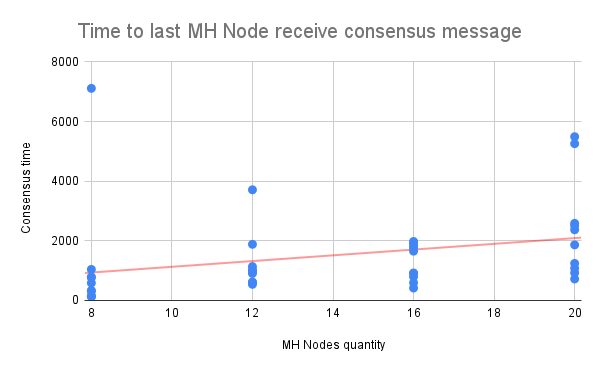 Time to last MH Node receive consensus message
8000
6000
4000
2000
0
Consensus time
8 10 12 14 16 18 20
MH Nodes quantity